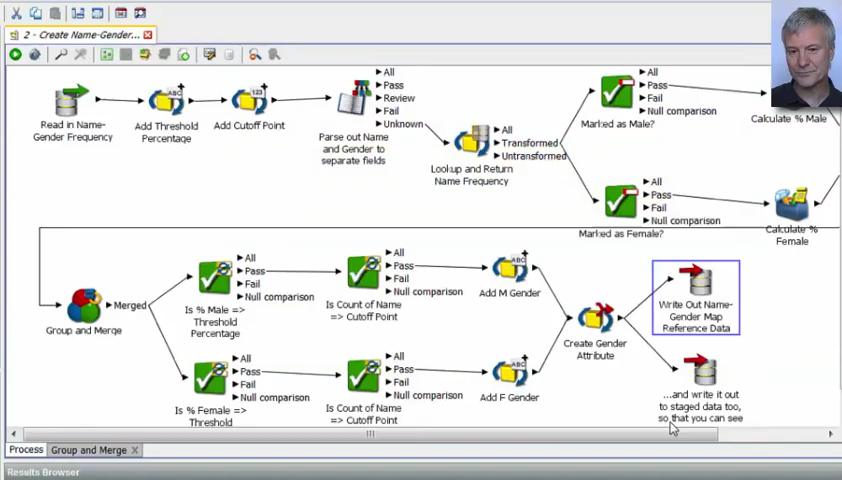 2 - Create Name-Gender...
All
Pass
Review
Fail
Unknown
Read in Name-
Gender Frequency
Add Threshold
Percentage
Add Cutoff Point
Parse out Name
and Gender to
separate fields
All
Transformed
Untransformed
Lookup and Return
Name Frequency
All
Pass
Fail
Null comparison
Marked as Male?
Calculate % Male
All
Pass
Fail
Null comparison
Marked as Female?
Calculate %
Female
Merged
Group and Merge
All
Pass
Fail
Null comparison
Is % Male =>
Threshold
Percentage
All
Pass
Fail
Null comparison
Is Count of Name
=> Cutoff Point
Add M Gender
All
Pass
Fail
Null comparison
Is % Female =>
Threshold
All
Pass
Fail
Null comparison
Is Count of Name
=> Cutoff Point
Add F Gender
Create Gender
Attribute
Write Out Name-
Gender Map
Reference Data
...and write it out
to staged data too,
so that you can see
Process
Group and Merge
Results Browser
ABC
123
ABC
ABC